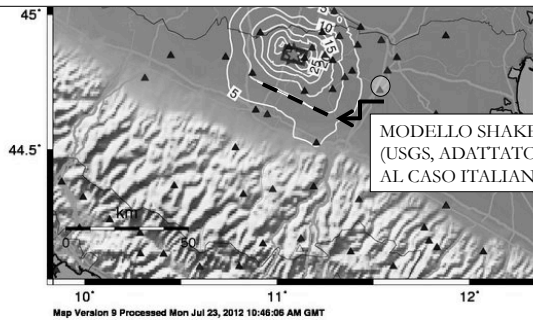 45°
10
15
25
5
MODELLO SHAKE
(USGS, ADATTATO
AL CASO ITALIAN
44.5°
km
0 50
10° 11° 12°
Map Version 9 Processed Mon Jul 23, 2012 10:46:06 AM GMT